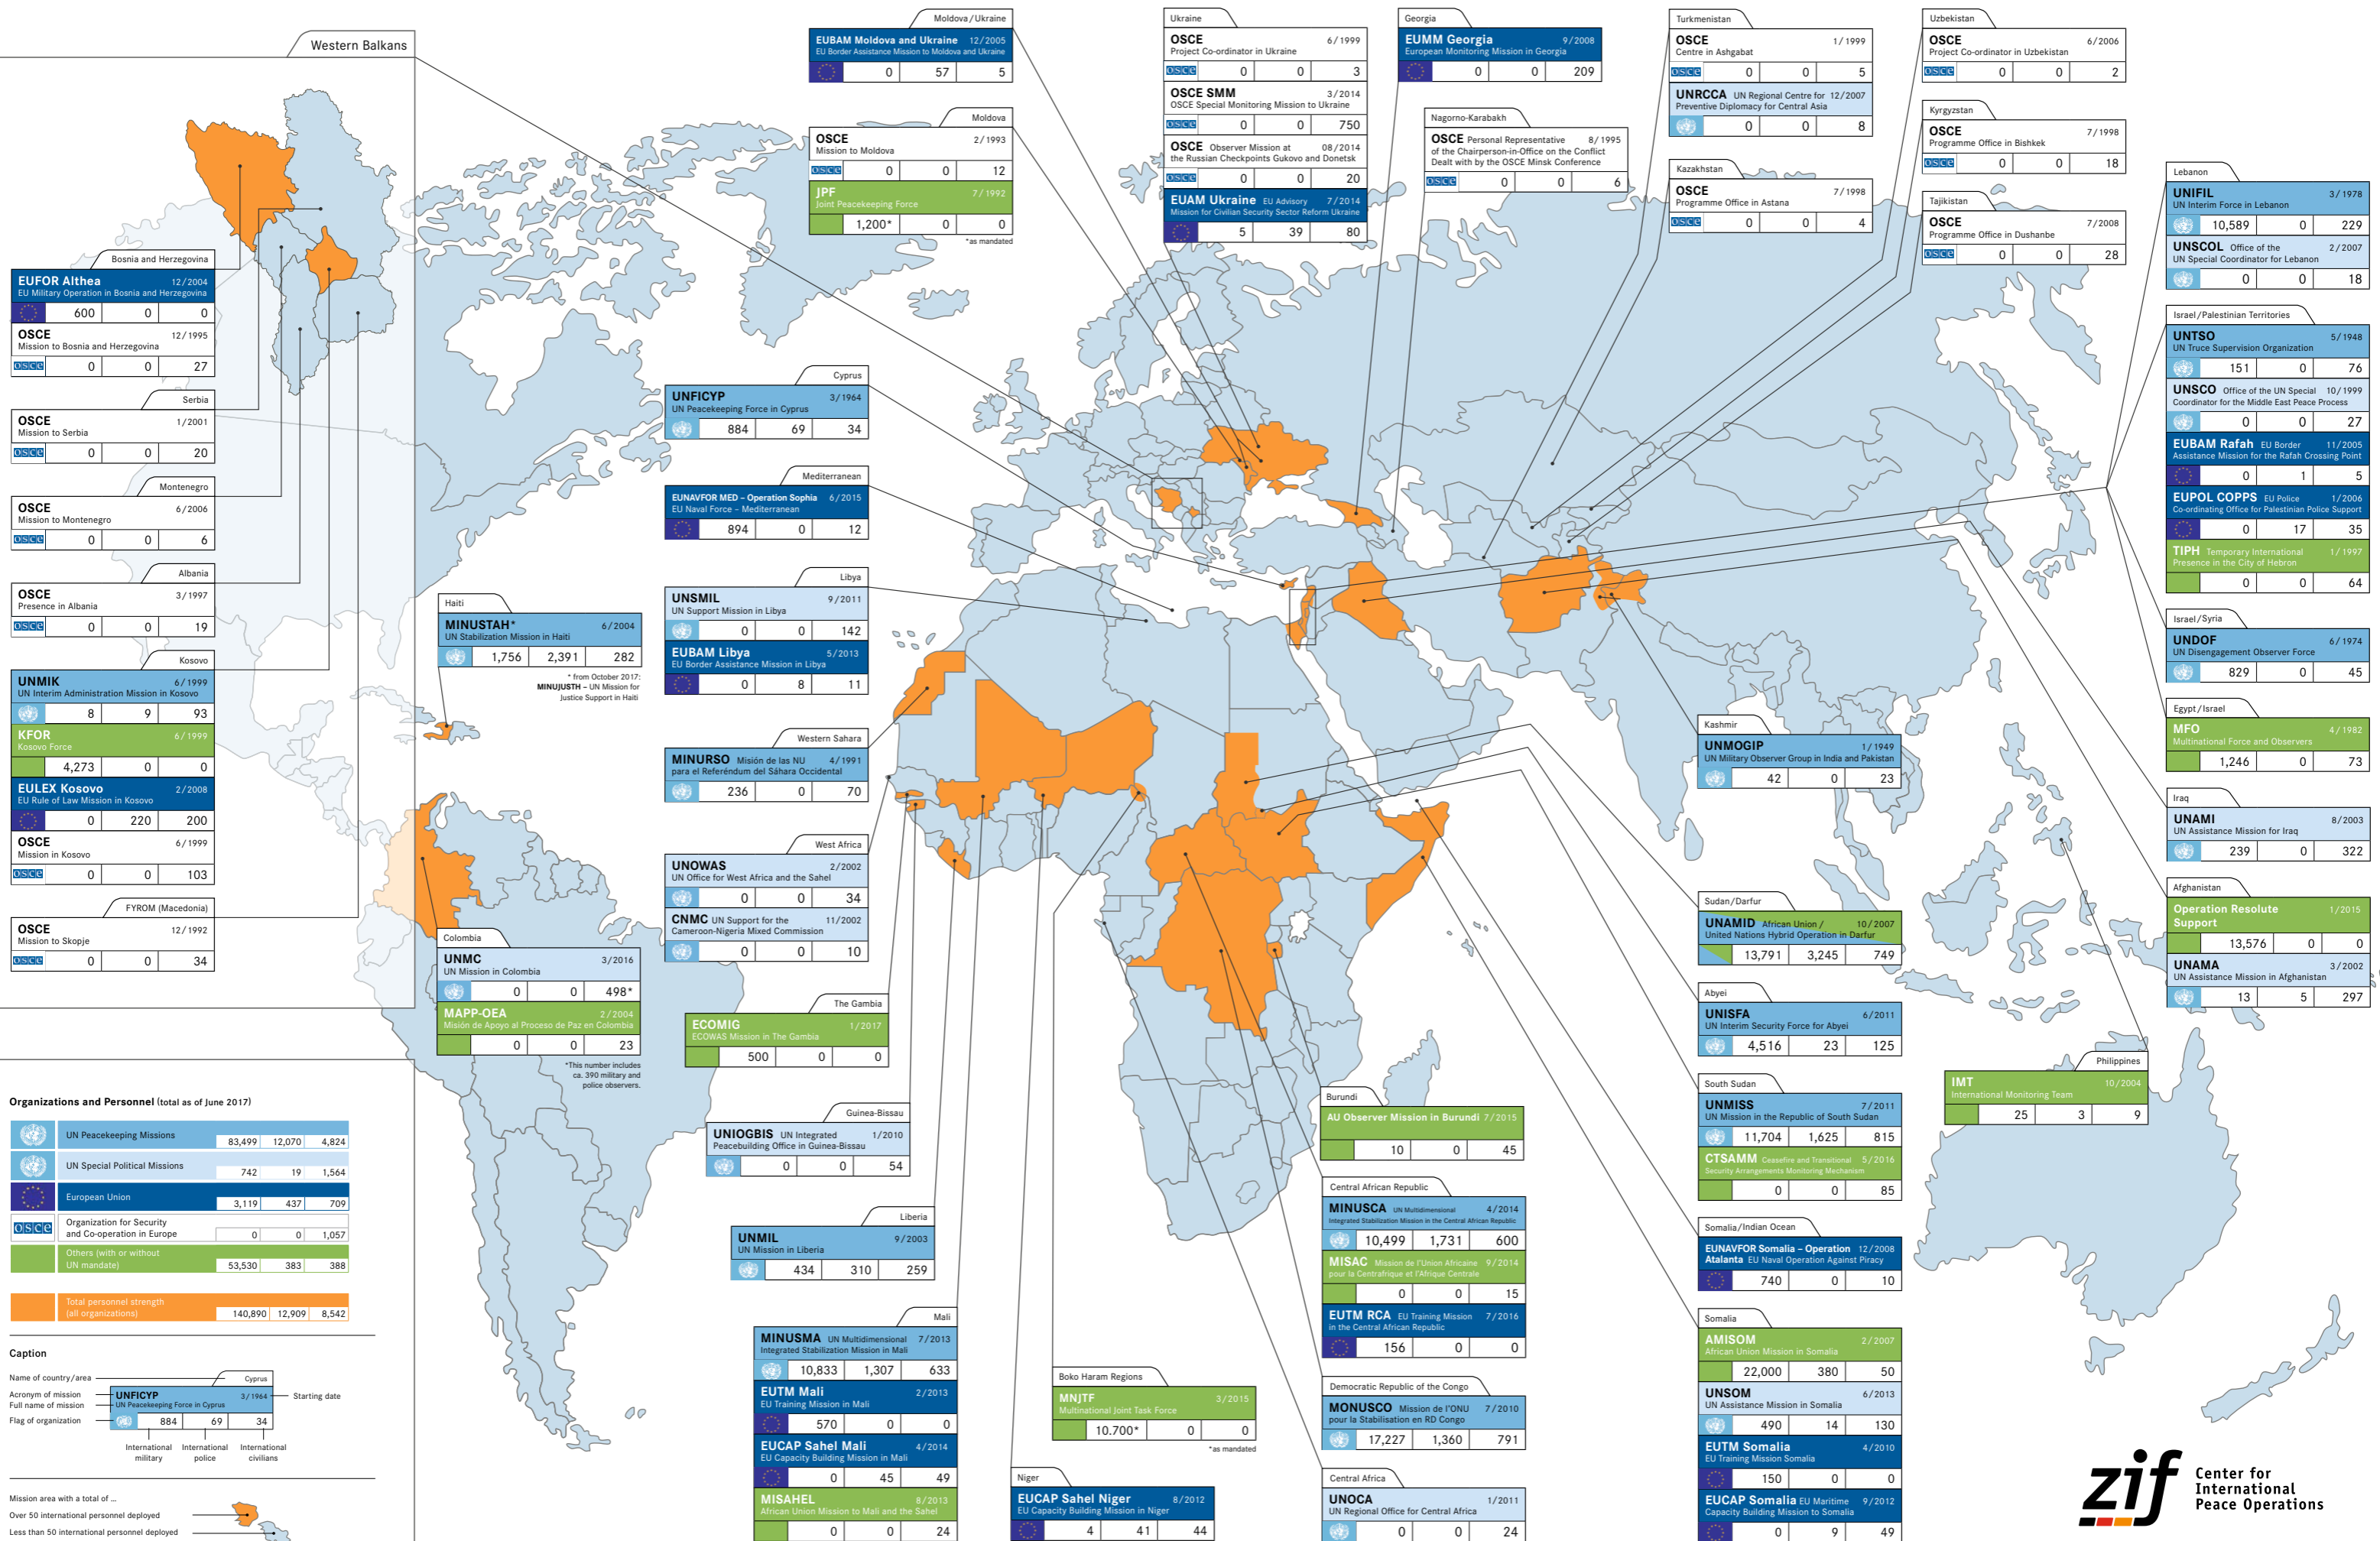 Western Balkans
Bosnia and Herzegovina
EUFOR Althea 12/2004
EU Military Operation in Bosnia and Herzegovina
600 0 0
OSCE 12/1995
Mission to Bosnia and Herzegovina
osce 0 0 27
Serbia
OSCE 1/2001
Mission to Serbia
osce 0 0 20
Montenegro
OSCE 6/2006
Mission to Montenegro
osce 0 0 6
Albania
OSCE 3/1997
Presence in Albania
osce 0 0 19
Kosovo
UNMIK 6/1999
UN Interim Administration Mission in Kosovo
8 9 93
KFOR 6/1999
Kosovo Force
4,273 0 0
EULEX Kosovo 2/2008
EU Rule of Law Mission in Kosovo
0 220 200
OSCE 6/1999
Mission in Kosovo
osce 0 0 103
FYROM (Macedonia)
OSCE 12/1992
Mission to Skopje
osce 0 0 34
Organizations and Personnel (total as of June 2017)
UN Peacekeeping Missions 83,499 12,070 4,824
UN Special Political Missions 742 19 1,564
European Union 3,119 437 709
osce Organization for Security
and Co-operation in Europe 0 0 1,057
Others (with or without
UN mandate) 53,530 383 388
Total personnel strength
(all organizations) 140,890 12,909 8,542
Caption
Name of country/area
Cyprus
Acronym of mission
UNFICYP 3/1964
Starting date
Full name of mission
UN Peacekeeping Force in Cyprus
Flag of organization
884 69 34
International military
International police
International civilians
Mission area with a total of ...
Over 50 international personnel deployed
Less than 50 international personnel deployed
Moldova/Ukraine
EUBAM Moldova and Ukraine 12/2005
EU Border Assistance Mission to Moldova and Ukraine
0 57 5
Moldova
OSCE 2/1993
Mission to Moldova
osce 0 0 12
JPF 7/1992
Joint Peacekeeping Force
1,200* 0 0
*as mandated
Cyprus
UNFICYP 3/1964
UN Peacekeeping Force in Cyprus
884 69 34
Mediterranean
EUNAVFOR MED – Operation Sophia 6/2015
EU Naval Force – Mediterranean
894 0 12
Libya
UNSMIL 9/2011
UN Support Mission in Libya
0 0 142
EUBAM Libya 5/2013
EU Border Assistance Mission in Libya
0 8 11
Haiti
MINUSTAH* 6/2004
UN Stabilization Mission in Haiti
1,756 2,391 282
* from October 2017:
MINUJUSTH – UN Mission for
Justice Support in Haiti
Western Sahara
MINURSO Misión de las NU 4/1991
para el Referéndum del Sáhara Occidental
236 0 70
West Africa
UNOWAS 2/2002
UN Office for West Africa and the Sahel
0 0 34
CNMC UN Support for the 11/2002
Cameroon-Nigeria Mixed Commission
0 0 10
Colombia
UNMC 3/2016
UN Mission in Colombia
0 0 498*
MAPP-OEA 2/2004
Misión de Apoyo al Proceso de Paz en Colombia
0 0 23
*This number includes
ca. 390 military and
police observers.
The Gambia
ECOMIG 1/2017
ECOWAS Mission in The Gambia
500 0 0
Guinea-Bissau
UNIOGBIS UN Integrated 1/2010
Peacebuilding Office in Guinea-Bissau
0 0 54
Liberia
UNMIL 9/2003
UN Mission in Liberia
434 310 259
Mali
MINUSMA UN Multidimensional 7/2013
Integrated Stabilization Mission in Mali
10,833 1,307 633
EUTM Mali 2/2013
EU Training Mission in Mali
570 0 0
EUCAP Sahel Mali 4/2014
EU Capacity Building Mission in Mali
0 45 49
MISAHEL 8/2013
African Union Mission to Mali and the Sahel
0 0 24
Ukraine
OSCE 6/1999
Project Co-ordinator in Ukraine
osce 0 0 3
OSCE SMM 3/2014
OSCE Special Monitoring Mission to Ukraine
osce 0 0 750
OSCE Observer Mission at 08/2014
the Russian Checkpoints Gukovo and Donetsk
osce 0 0 20
EUAM Ukraine EU Advisory 7/2014
Mission for Civilian Security Sector Reform Ukraine
5 39 80
Georgia
EUMM Georgia 9/2008
European Monitoring Mission in Georgia
0 0 209
Nagorno-Karabakh
OSCE Personal Representative 8/1995
of the Chairperson-in-Office on the Conflict
Dealt with by the OSCE Minsk Conference
osce 0 0 6
Turkmenistan
OSCE 1/1999
Centre in Ashgabat
osce 0 0 5
UNRCCA UN Regional Centre for 12/2007
Preventive Diplomacy for Central Asia
0 0 8
Kazakhstan
OSCE 7/1998
Programme Office in Astana
osce 0 0 4
Uzbekistan
OSCE 6/2006
Project Co-ordinator in Uzbekistan
osce 0 0 2
Kyrgyzstan
OSCE 7/1998
Programme Office in Bishkek
osce 0 0 18
Tajikistan
OSCE 7/2008
Programme Office in Dushanbe
osce 0 0 28
Lebanon
UNIFIL 3/1978
UN Interim Force in Lebanon
10,589 0 229
UNSCOL Office of the 2/2007
UN Special Coordinator for Lebanon
0 0 18
Israel/Palestinian Territories
UNTSO 5/1948
UN Truce Supervision Organization
151 0 76
UNSCO Office of the UN Special 10/1999
Coordinator for the Middle East Peace Process
0 0 27
EUBAM Rafah EU Border 11/2005
Assistance Mission for the Rafah Crossing Point
0 1 5
EUPOL COPPS EU Police 1/2006
Co-ordinating Office for Palestinian Police Support
0 17 35
TIPH Temporary International 1/1997
Presence in the City of Hebron
0 0 64
Israel/Syria
UNDOF 6/1974
UN Disengagement Observer Force
829 0 45
Egypt/Israel
MFO 4/1982
Multinational Force and Observers
1,246 0 73
Iraq
UNAMI 8/2003
UN Assistance Mission for Iraq
239 0 322
Afghanistan
Operation Resolute 1/2015
Support
13,576 0 0
UNAMA 3/2002
UN Assistance Mission in Afghanistan
13 5 297
Kashmir
UNMOGIP 1/1949
UN Military Observer Group in India and Pakistan
42 0 23
Sudan/Darfur
UNAMID African Union / 10/2007
United Nations Hybrid Operation in Darfur
13,791 3,245 749
Abyei
UNISFA 6/2011
UN Interim Security Force for Abyei
4,516 23 125
South Sudan
UNMISS 7/2011
UN Mission in the Republic of South Sudan
11,704 1,625 815
CTSAMM Ceasefire and Transitional 5/2016
Security Arrangements Monitoring Mechanism
0 0 85
Philippines
IMT 10/2004
International Monitoring Team
25 3 9
Burundi
AU Observer Mission in Burundi 7/2015
10 0 45
Central African Republic
MINUSCA UN Multidimensional 4/2014
Integrated Stabilization Mission in the Central African Republic
10,499 1,731 600
MISAC Mission de l'Union Africaine 9/2014
pour la Centrafrique et l'Afrique Centrale
0 0 15
EUTM RCA EU Training Mission 7/2016
in the Central African Republic
156 0 0
Boko Haram Regions
MNJTF 3/2015
Multinational Joint Task Force
10.700* 0 0
*as mandated
Democratic Republic of the Congo
MONUSCO Mission de l'ONU 7/2010
pour la Stabilisation en RD Congo
17,227 1,360 791
Niger
EUCAP Sahel Niger 8/2012
EU Capacity Building Mission in Niger
4 41 44
Central Africa
UNOCA 1/2011
UN Regional Office for Central Africa
0 0 24
Somalia/Indian Ocean
EUNAVFOR Somalia – Operation 12/2008
Atalanta EU Naval Operation Against Piracy
740 0 10
Somalia
AMISOM 2/2007
African Union Mission in Somalia
22,000 380 50
UNSOM 6/2013
UN Assistance Mission in Somalia
490 14 130
EUTM Somalia 4/2010
EU Training Mission Somalia
150 0 0
EUCAP Somalia EU Maritime 9/2012
Capacity Building Mission to Somalia
0 9 49
zif Center for
International
Peace Operations